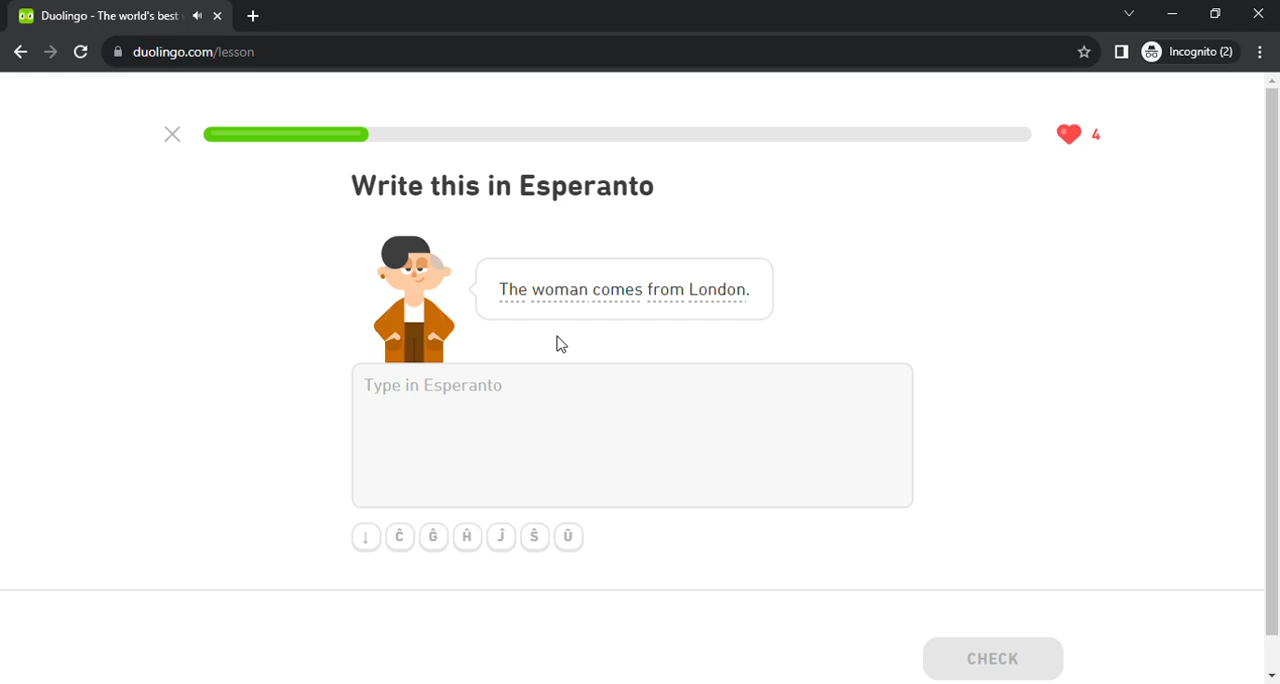 Duolingo - The world's best
duolingo.com/lesson
Incognito (2)
4
Write this in Esperanto
The woman comes from London.
Type in Esperanto
↓ Ĉ Ĝ Ĥ Ĵ Ŝ Ŭ
CHECK